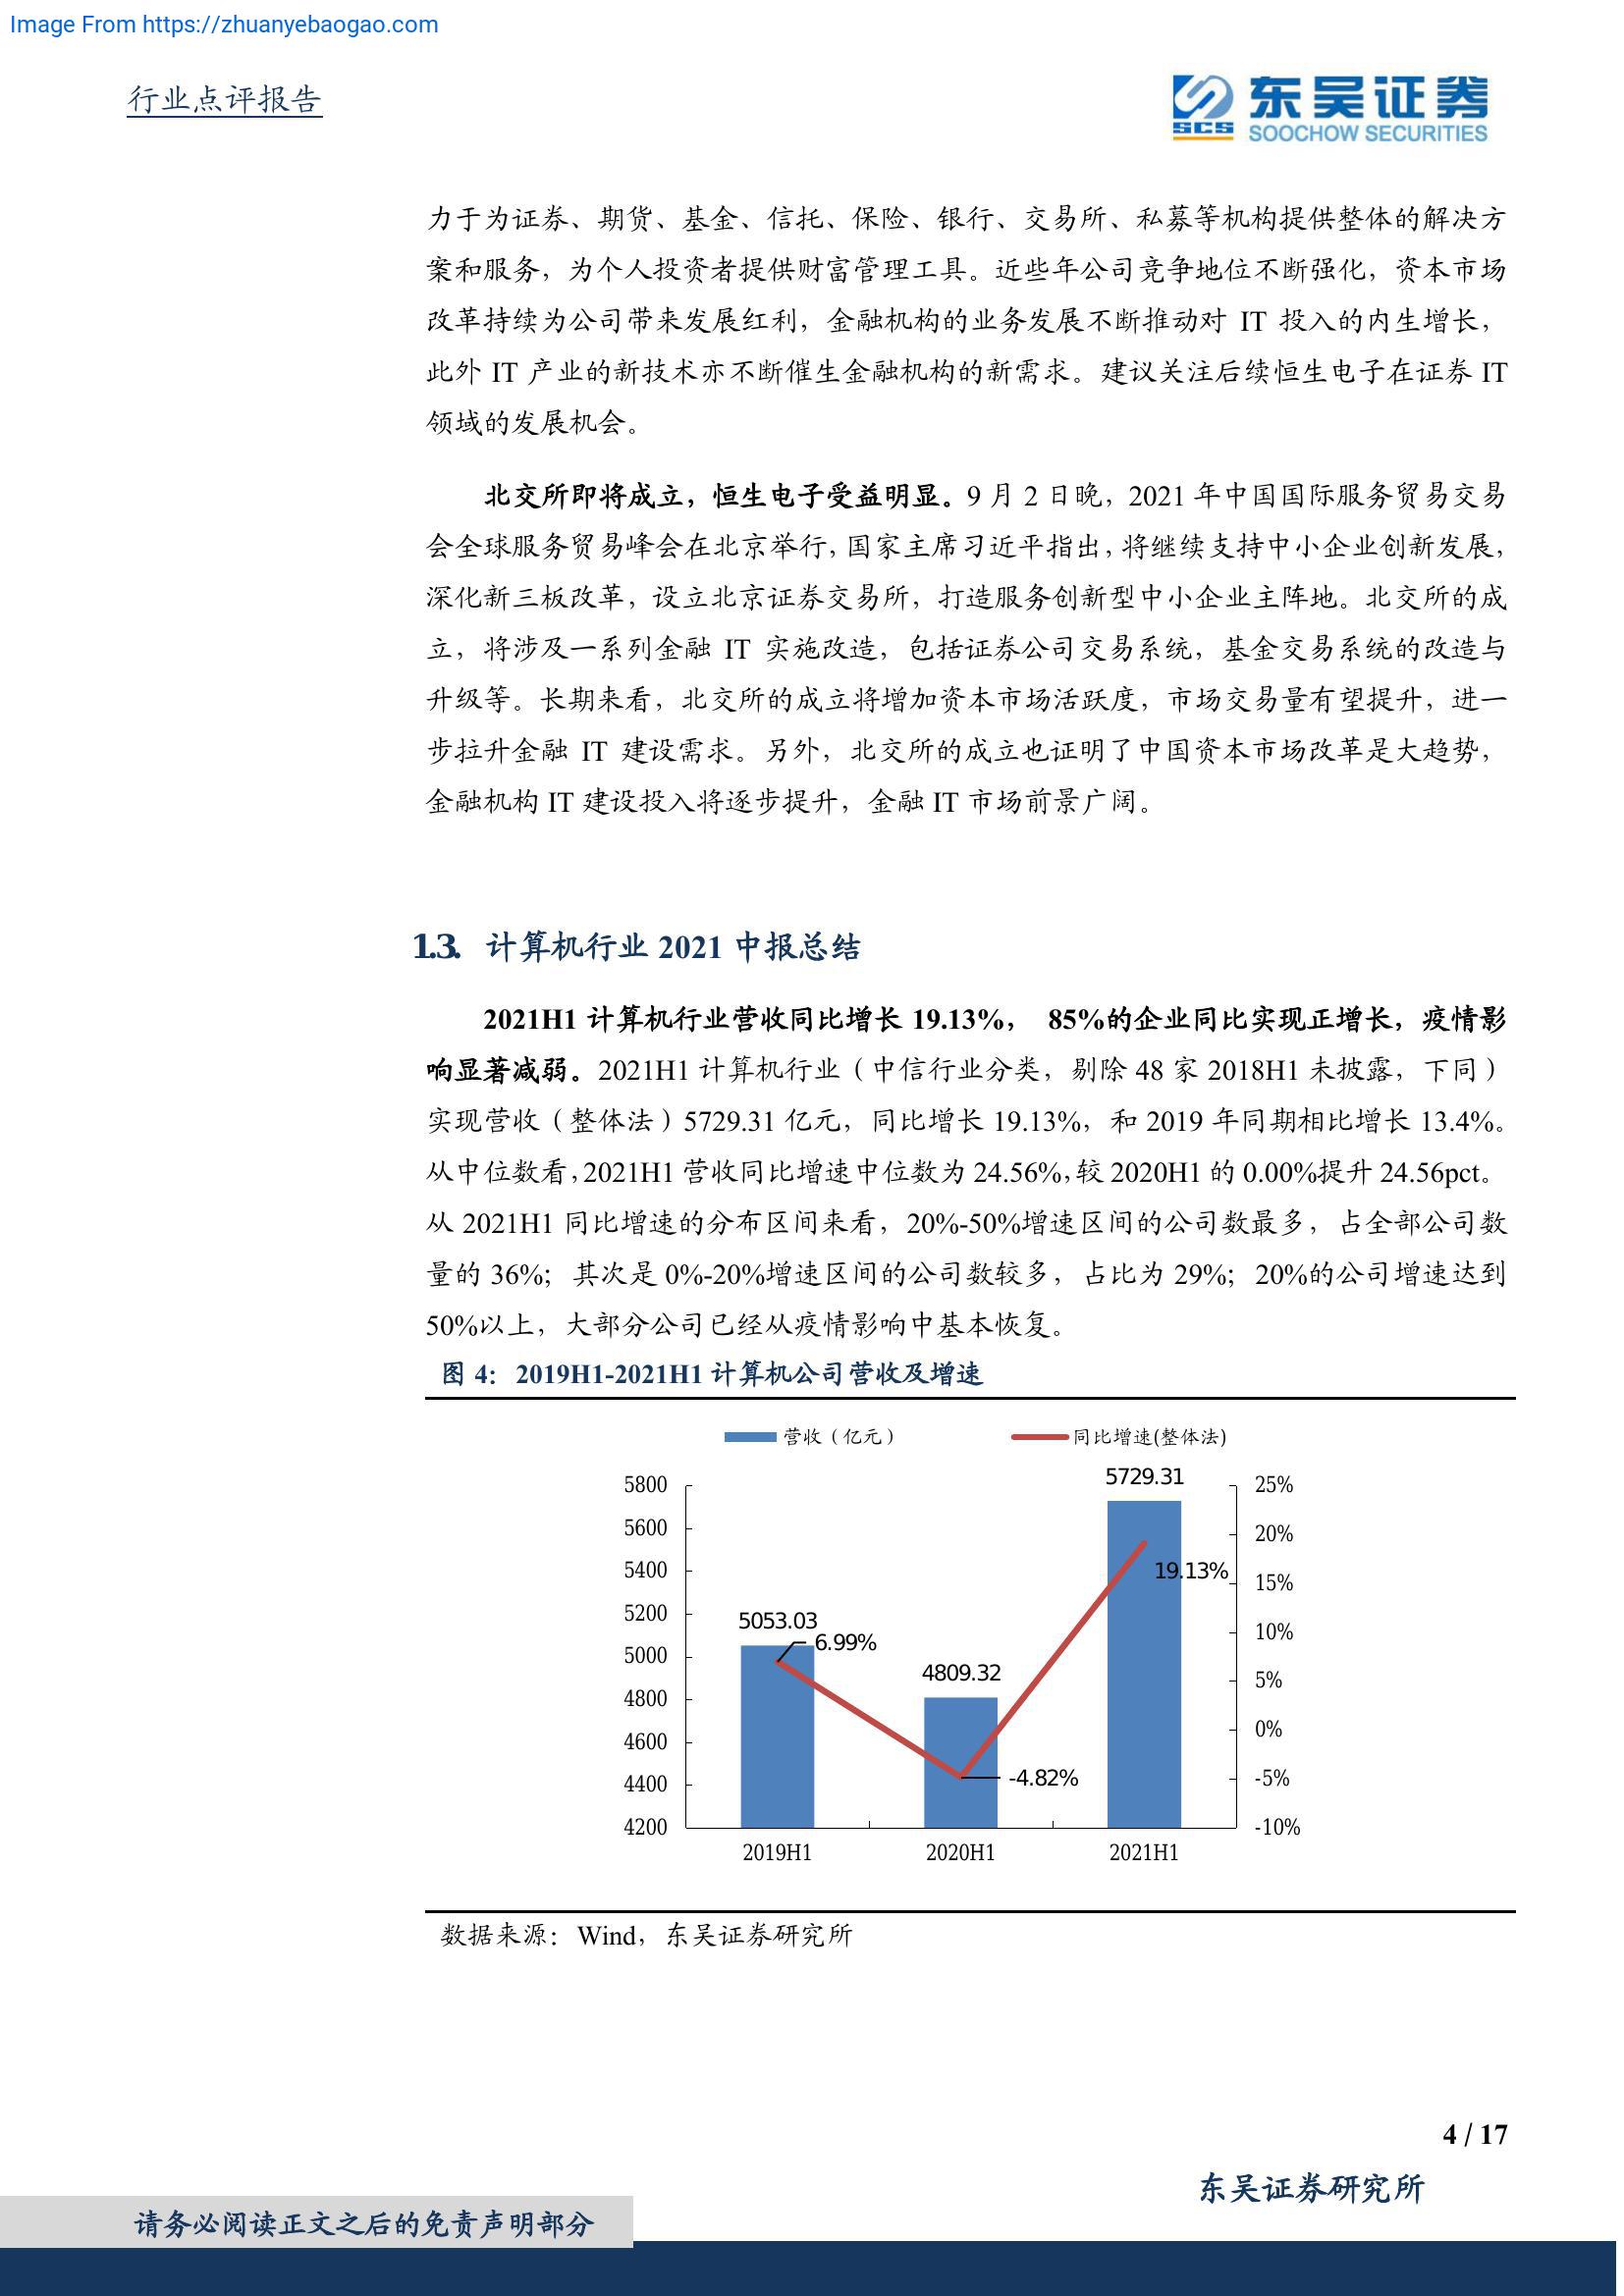 Image From https://zhuanyebaogao.com
行业点评报告
SCS
东吴证券
SOOCHOW SECURITIES
力于为证券、期货、基金、信托、保险、银行、交易所、私募等机构提供整体的解决方
案和服务，为个人投资者提供财富管理工具。近些年公司竞争地位不断强化，资本市场
改革持续为公司带来发展红利，金融机构的业务发展不断推动对 IT 投入的内生增长，
此外 IT 产业的新技术亦不断催生金融机构的新需求。建议关注后续恒生电子在证券 IT
领域的发展机会。
北交所即将成立，恒生电子受益明显。9 月 2 日晚，2021 年中国国际服务贸易交易
会全球服务贸易峰会在北京举行，国家主席习近平指出，将继续支持中小企业创新发展，
深化新三板改革，设立北京证券交易所，打造服务创新型中小企业主阵地。北交所的成
立，将涉及一系列金融 IT 实施改造，包括证券公司交易系统，基金交易系统的改造与
升级等。长期来看，北交所的成立将增加资本市场活跃度，市场交易量有望提升，进一
步拉升金融 IT 建设需求。另外，北交所的成立也证明了中国资本市场改革是大趋势，
金融机构 IT 建设投入将逐步提升，金融 IT 市场前景广阔。
1.3. 计算机行业 2021 中报总结
2021H1 计算机行业营收同比增长 19.13%， 85%的企业同比实现正增长，疫情影
响显著减弱。2021H1 计算机行业（中信行业分类，剔除 48 家 2018H1 未披露，下同）
实现营收（整体法）5729.31 亿元，同比增长 19.13%，和 2019 年同期相比增长 13.4%。
从中位数看，2021H1 营收同比增速中位数为 24.56%，较 2020H1 的 0.00%提升 24.56pct。
从 2021H1 同比增速的分布区间来看，20%-50%增速区间的公司数最多，占全部公司数
量的 36%；其次是 0%-20%增速区间的公司数较多，占比为 29%；20%的公司增速达到
50%以上，大部分公司已经从疫情影响中基本恢复。
图 4：2019H1-2021H1 计算机公司营收及增速
营收（亿元） 同比增速(整体法)
5800
5600
5400
5200
5000
4800
4600
4400
4200
5053.03
6.99%
4809.32
-4.82%
5729.31
19.13%
25%
20%
15%
10%
5%
0%
-5%
-10%
2019H1 2020H1 2021H1
数据来源：Wind，东吴证券研究所
4 / 17
东吴证券研究所
请务必阅读正文之后的免责声明部分